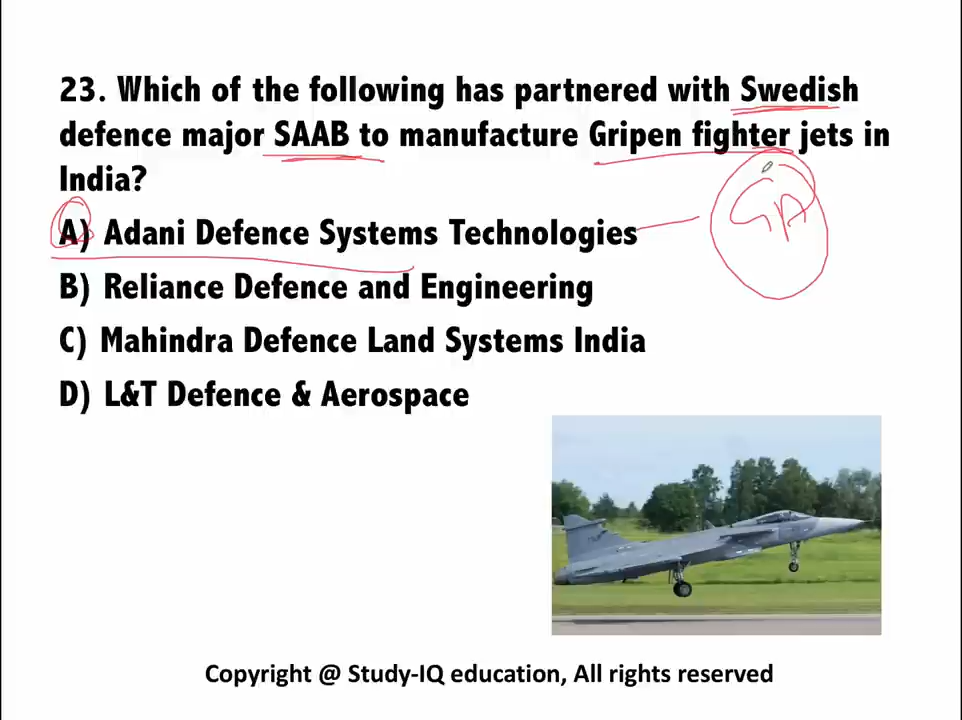 23. Which of the following has partnered with Swedish
defence major SAAB to manufacture Gripen fighter jets in
India?
A) Adani Defence Systems Technologies
GA
B) Reliance Defence and Engineering
C) Mahindra Defence Land Systems India
D) L&T Defence & Aerospace
Copyright @ Study-IQ education, All rights reserved